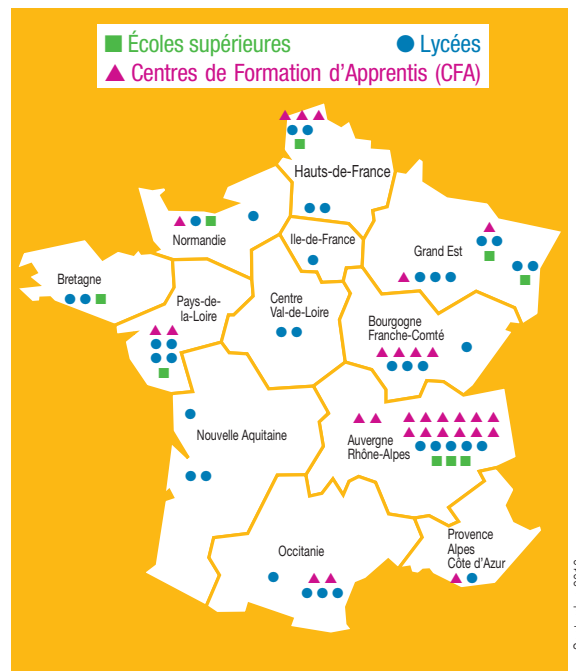 Écoles supérieures
Lycées
Centres de Formation d'Apprentis (CFA)
Hauts-de-France
Normandie
Ile-de-France
Grand Est
Bretagne
Pays-de-
la-Loire
Centre
Val-de-Loire
Bourgogne
Franche-Comté
Nouvelle Aquitaine
Auvergne
Rhône-Alpes
Occitanie
Provence
Alpes
Côte d'Azur